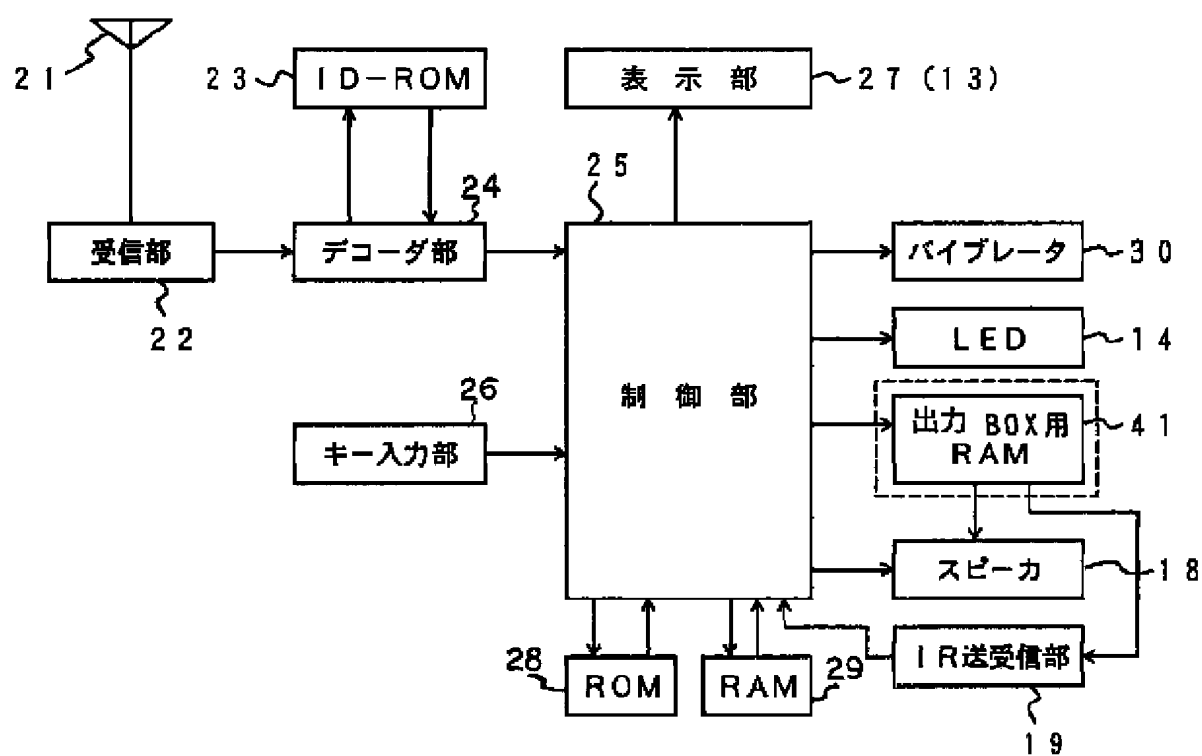 21
23
ID-ROM
表示部
27(13)
25
24
受信部
デコーダ部
バイブレータ
30
22
LED
14
制御部
26
キー入力部
出力 BOX用
RAM
41
スピーカ
18
28
ROM
RAM
29
IR送受信部
19